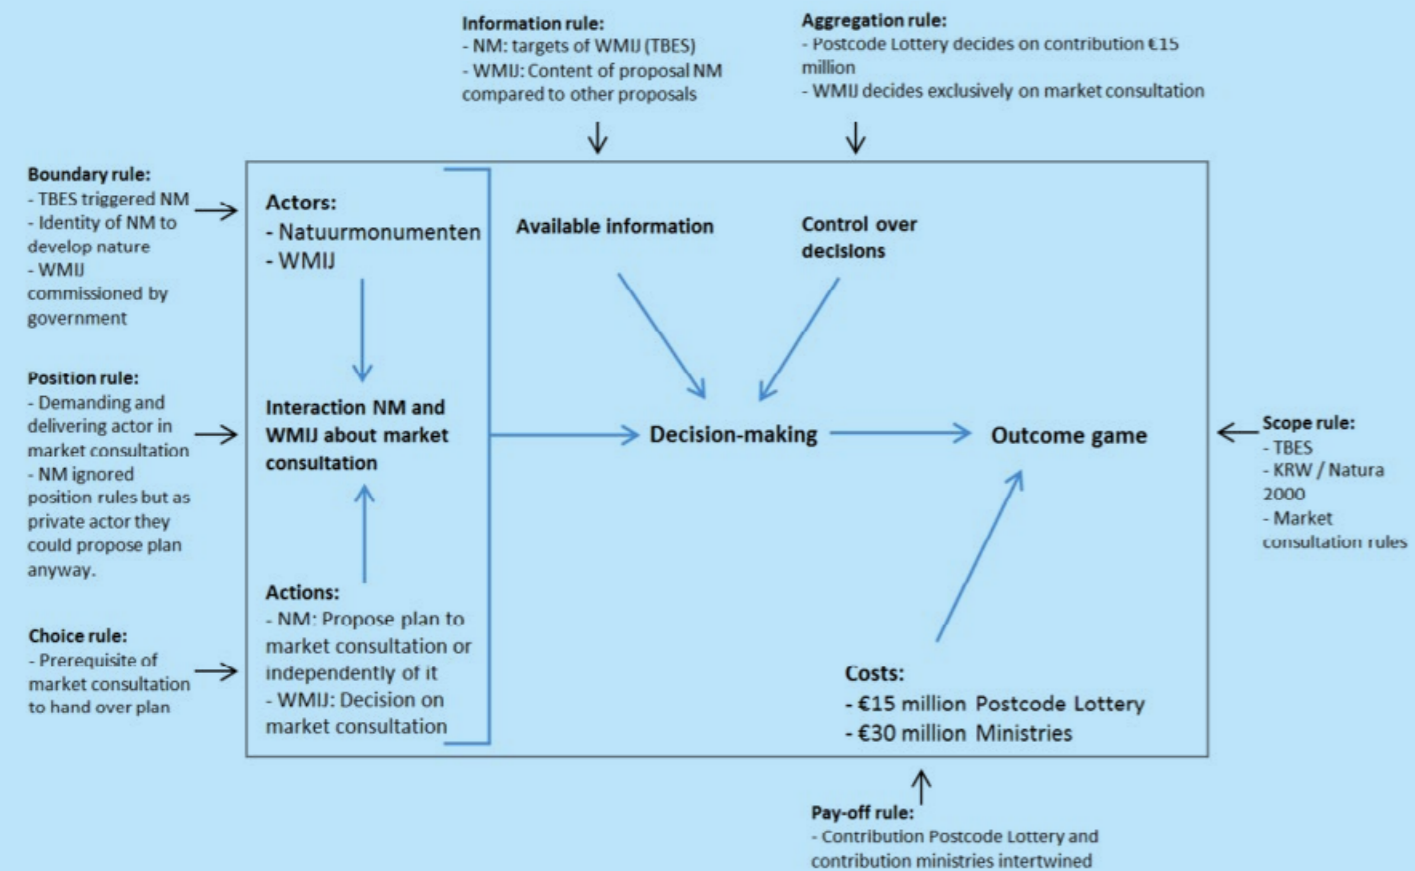 Information rule:
- NM: targets of WMIJ (TBES)
- WMIJ: Content of proposal NM
compared to other proposals
Aggregation rule:
- Postcode Lottery decides on contribution €15
million
- WMIJ decides exclusively on market consultation
Boundary rule:
- TBES triggered NM
- Identity of NM to
develop nature
- WMIJ
commissioned by
government
Position rule:
- Demanding and
delivering actor in
market consultation
- NM ignored
position rules but as
private actor they
could propose plan
anyway.
Choice rule:
- Prerequisite of
market consultation
to hand over plan
Actors:
- Natuurmonumenten
- WMIJ
Interaction NM and
WMIJ about market
consultation
Actions:
- NM: Propose plan to
market consultation or
independently of it
- WMIJ: Decision on
market consultation
Available information
Control over
decisions
Decision-making
Outcome game
Costs:
- €15 million Postcode Lottery
- €30 million Ministries
Scope rule:
- TBES
- KRW / Natura
2000
- Market
consultation rules
Pay-off rule:
- Contribution Postcode Lottery and
contribution ministries intertwined